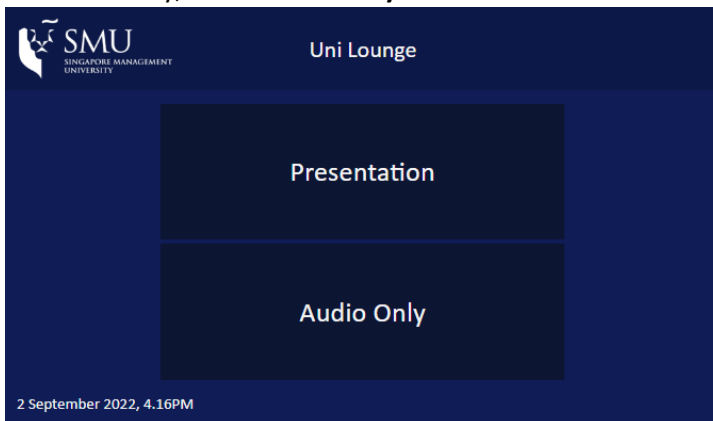 SMU
SINGAPORE MANAGEMENT
UNIVERSITY
Uni Lounge
Presentation
Audio Only
2 September 2022, 4.16PM